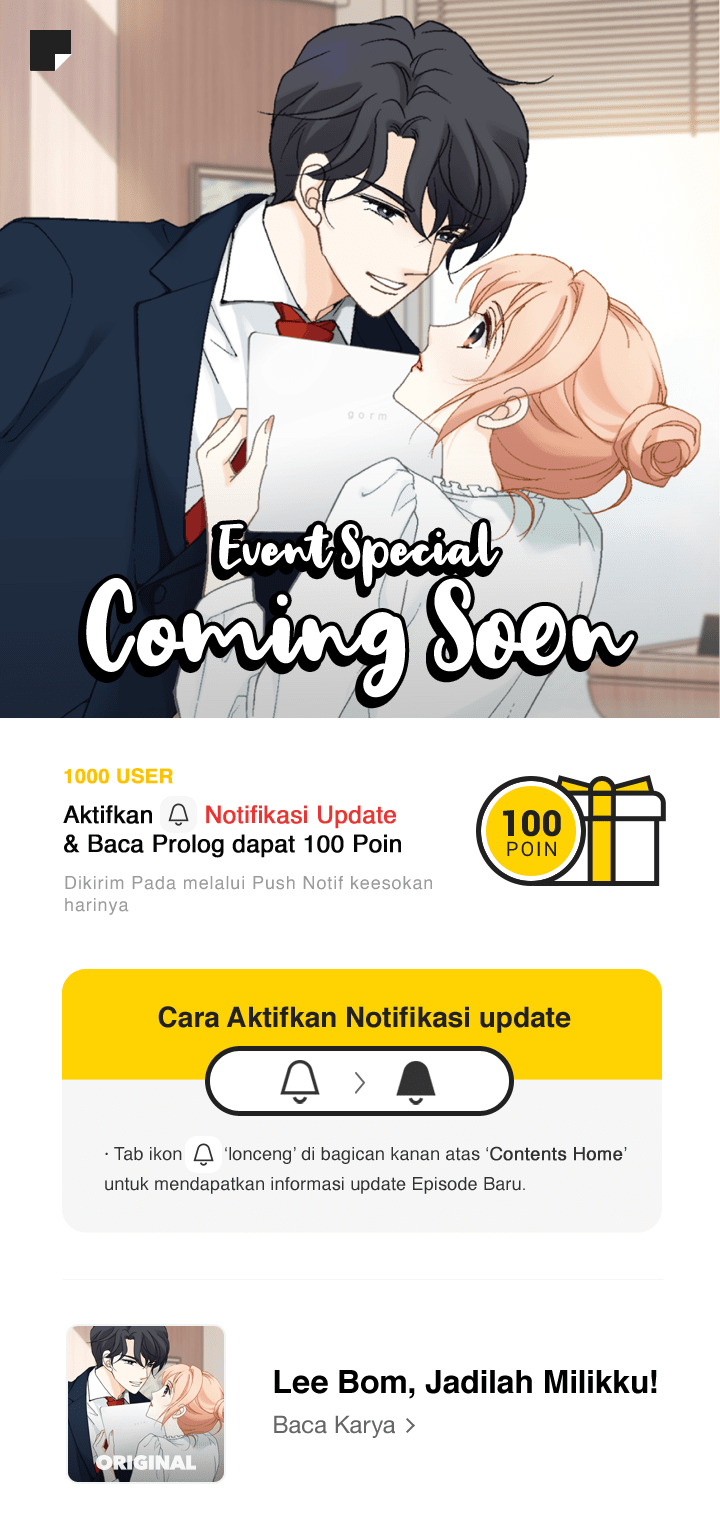 gorm
Event Special
Coming Soon
1000 USER
Aktifkan Notifikasi Update
& Baca Prolog dapat 100 Poin
Dikirim Pada melalui Push Notif keesokan
harinya
100
POIN
Cara Aktifkan Notifikasi update
· Tab ikon ‘lonceng’ di bagican kanan atas ‘Contents Home’
untuk mendapatkan informasi update Episode Baru.
ORIGINAL
Lee Bom, Jadilah Milikku!
Baca Karya >